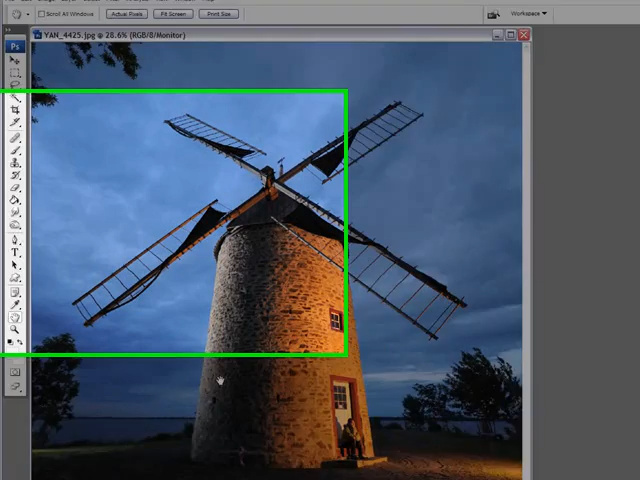 Scroll All Windows Actual Pixels Fit Screen Print Size Workspace
YAN_4425.jpg @ 28.6% (RGB/8/Monitor)
Ps
T